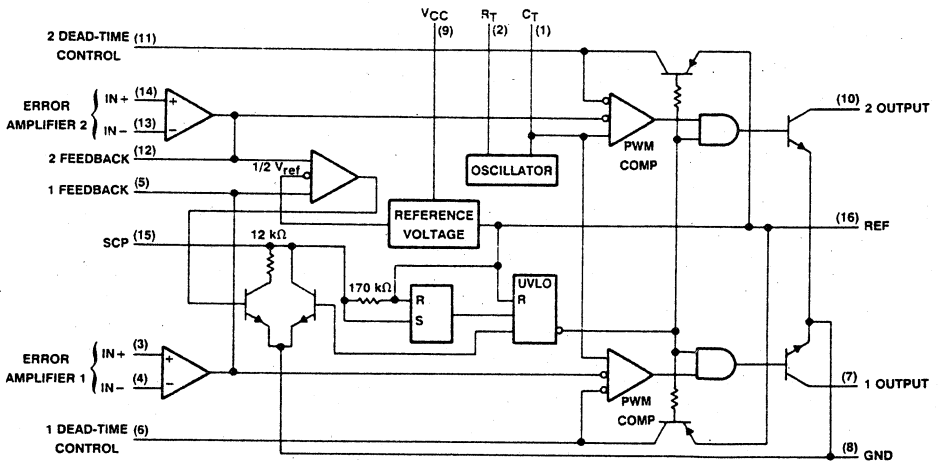 VCC RT CT
(9) (2) (1)
2 DEAD-TIME (11)
CONTROL
ERROR
AMPLIFIER 2
IN+ (14)
+
IN− (13)
−
(10) 2 OUTPUT
PWM
COMP
2 FEEDBACK (12)
1/2 Vref
OSCILLATOR
1 FEEDBACK (5)
REFERENCE
VOLTAGE
(16)
REF
SCP (15)
12 kΩ
170 kΩ
R
S
UVLO
R
ERROR
AMPLIFIER 1
IN+ (3)
+
IN− (4)
−
PWM
COMP
(7) 1 OUTPUT
1 DEAD-TIME (6)
CONTROL
(8) GND